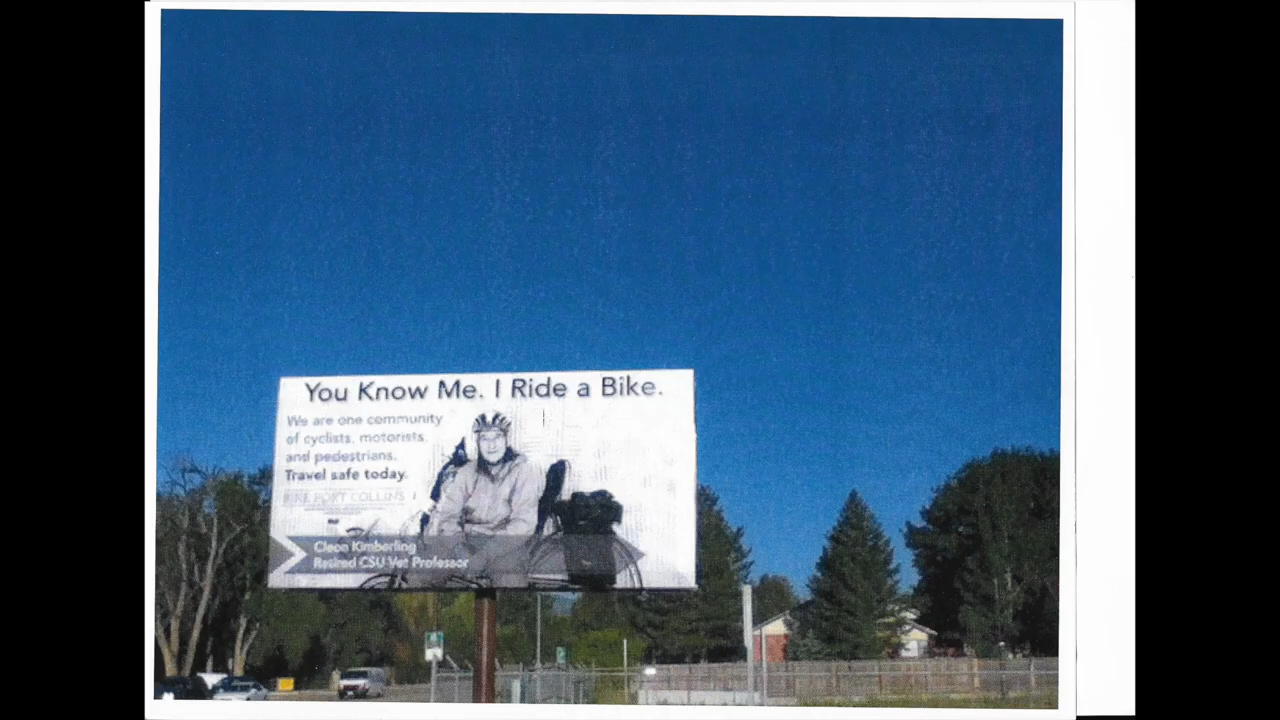 You Know Me. I Ride a Bike.
We are one community
of cyclists, motorists,
and pedestrians.
Travel safe today.
BIKE FORT COLLINS
Cleon Kimberling
Retired CSU Vet Professor